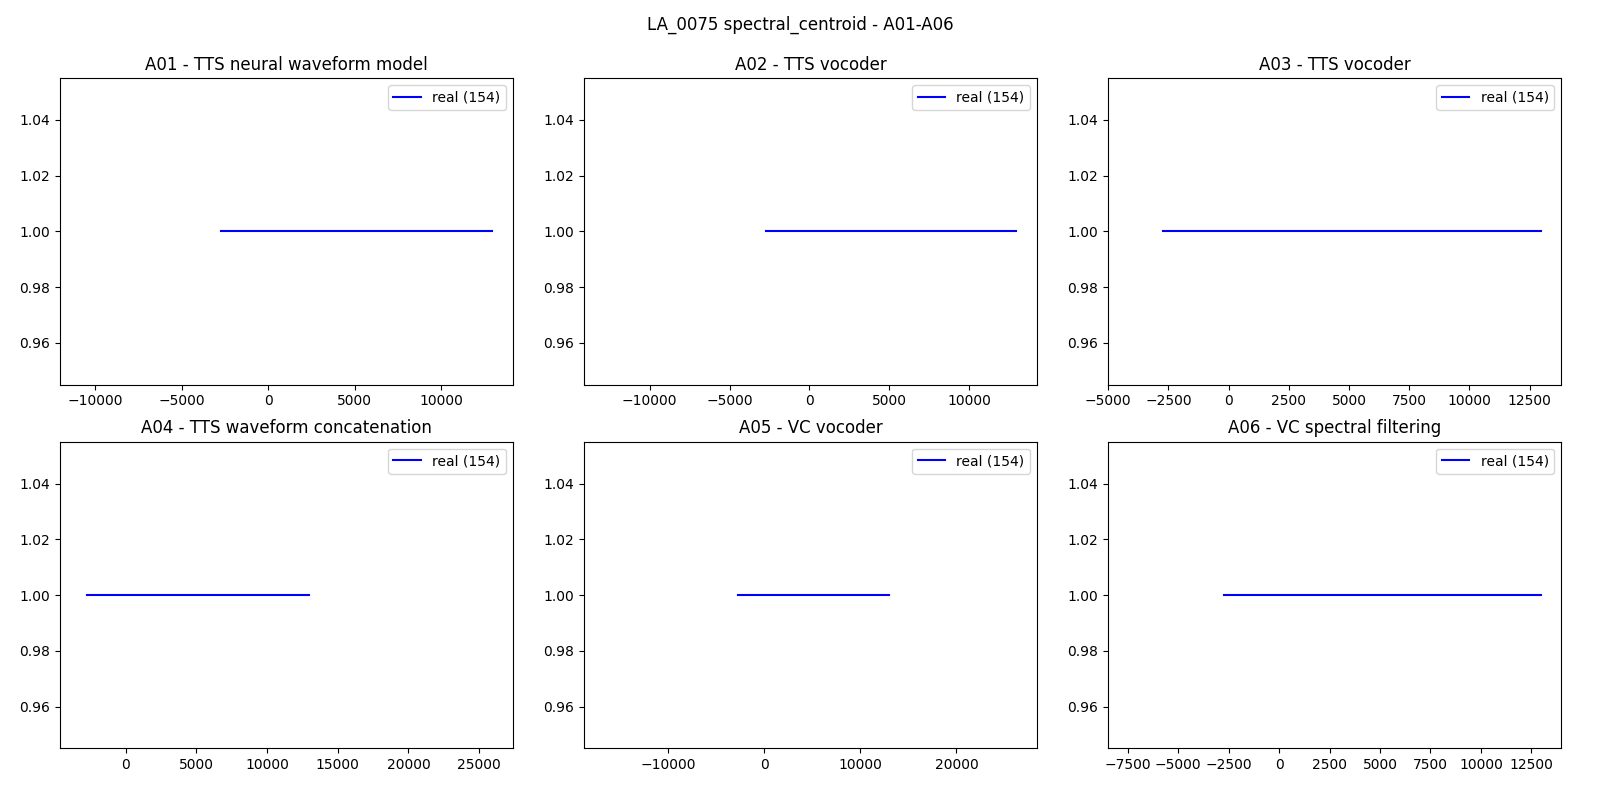 LA_0075 spectral_centroid - A01-A06
A01 - TTS neural waveform model
real (154)
1.04
1.02
1.00
0.98
0.96
−10000 −5000 0 5000 10000
A02 - TTS vocoder
real (154)
1.04
1.02
1.00
0.98
0.96
−10000 −5000 0 5000 10000
A03 - TTS vocoder
real (154)
1.04
1.02
1.00
0.98
0.96
−5000 −2500 0 2500 5000 7500 10000 12500
A04 - TTS waveform concatenation
real (154)
1.04
1.02
1.00
0.98
0.96
0 5000 10000 15000 20000 25000
A05 - VC vocoder
real (154)
1.04
1.02
1.00
0.98
0.96
−10000 0 10000 20000
A06 - VC spectral filtering
real (154)
1.04
1.02
1.00
0.98
0.96
−7500 −5000 −2500 0 2500 5000 7500 10000 12500